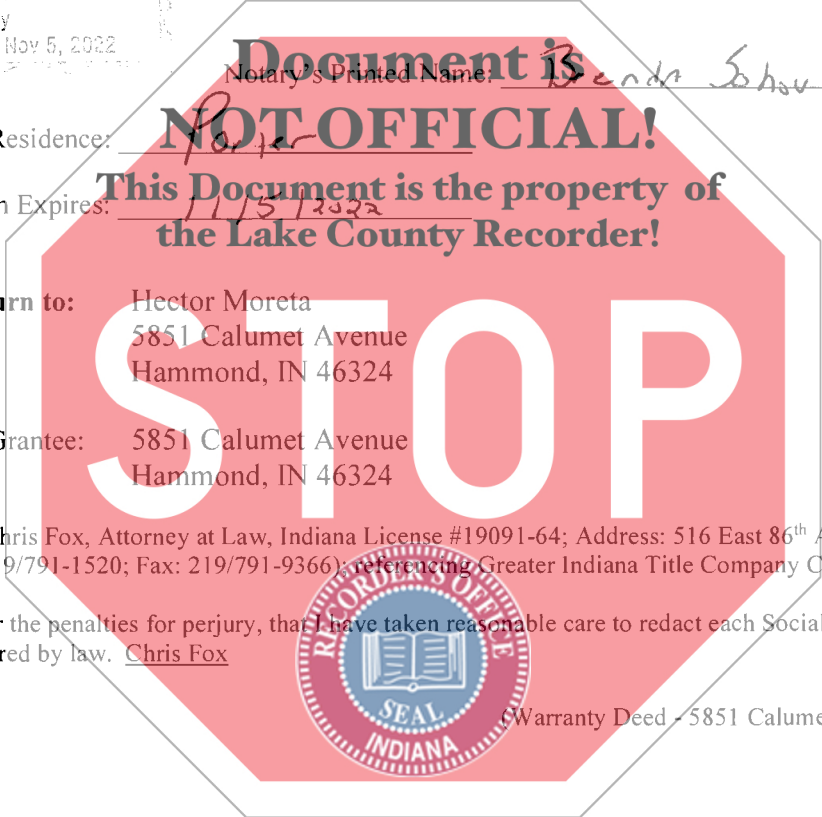 y
Nov 5, 2022
Document is
Notary's Printed Name: Brenda
NOT OFFICIAL!
Residence: Porter
This Document is the property of
n Expires: 11/5/2022
the Lake County Recorder!
urn to: Hector Moreta
5851 Calumet Avenue
Hammond, IN 46324
STOP
Grantee: 5851 Calumet Avenue
Hammond, IN 46324
hris Fox, Attorney at Law, Indiana License #19091-64; Address: 516 East 86th A
9/791-1520; Fax: 219/791-9366); referencing Greater Indiana Title Company C
r the penalties for perjury, that I have taken reasonable care to redact each Social
red by law. Chris Fox
RECORDER'S OFFICE
SEAL
INDIANA
(Warranty Deed - 5851 Calume